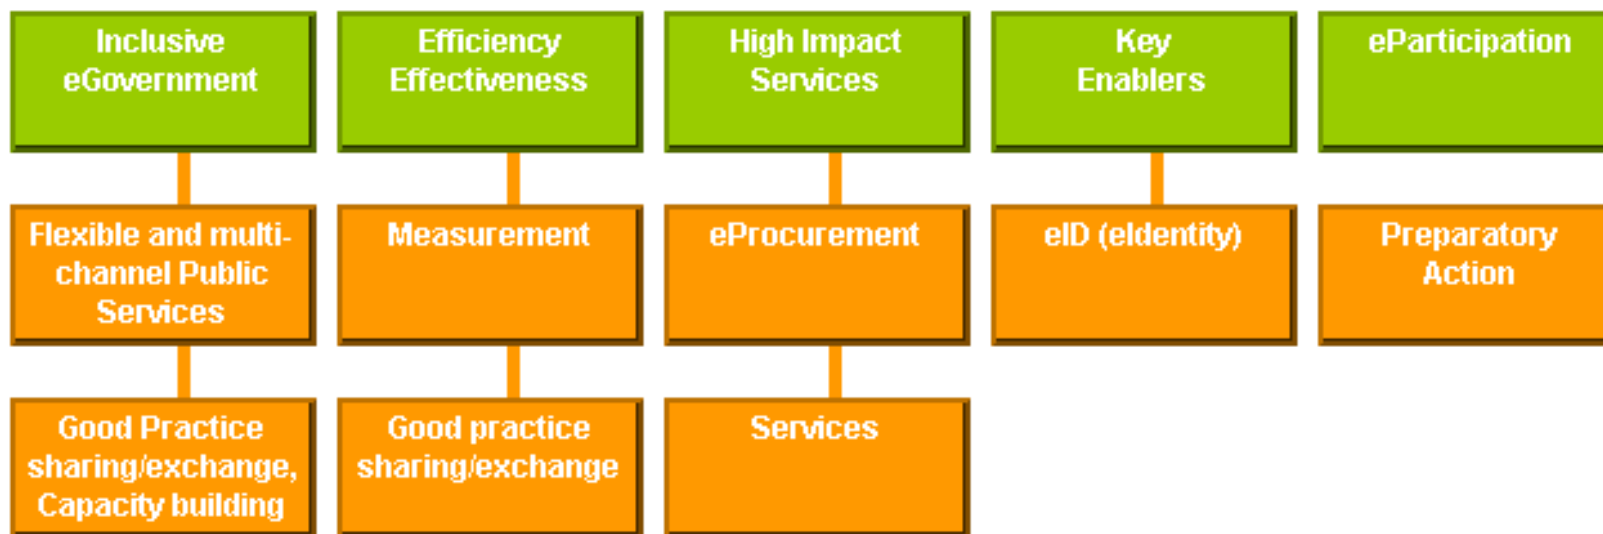 Inclusive
eGovernment
Efficiency
Effectiveness
High Impact
Services
Key
Enablers
eParticipation
Flexible and multi-
channel Public
Services
Measurement
eProcurement
eID (eIdentity)
Preparatory
Action
Good Practice
sharing/exchange,
Capacity building
Good practice
sharing/exchange
Services